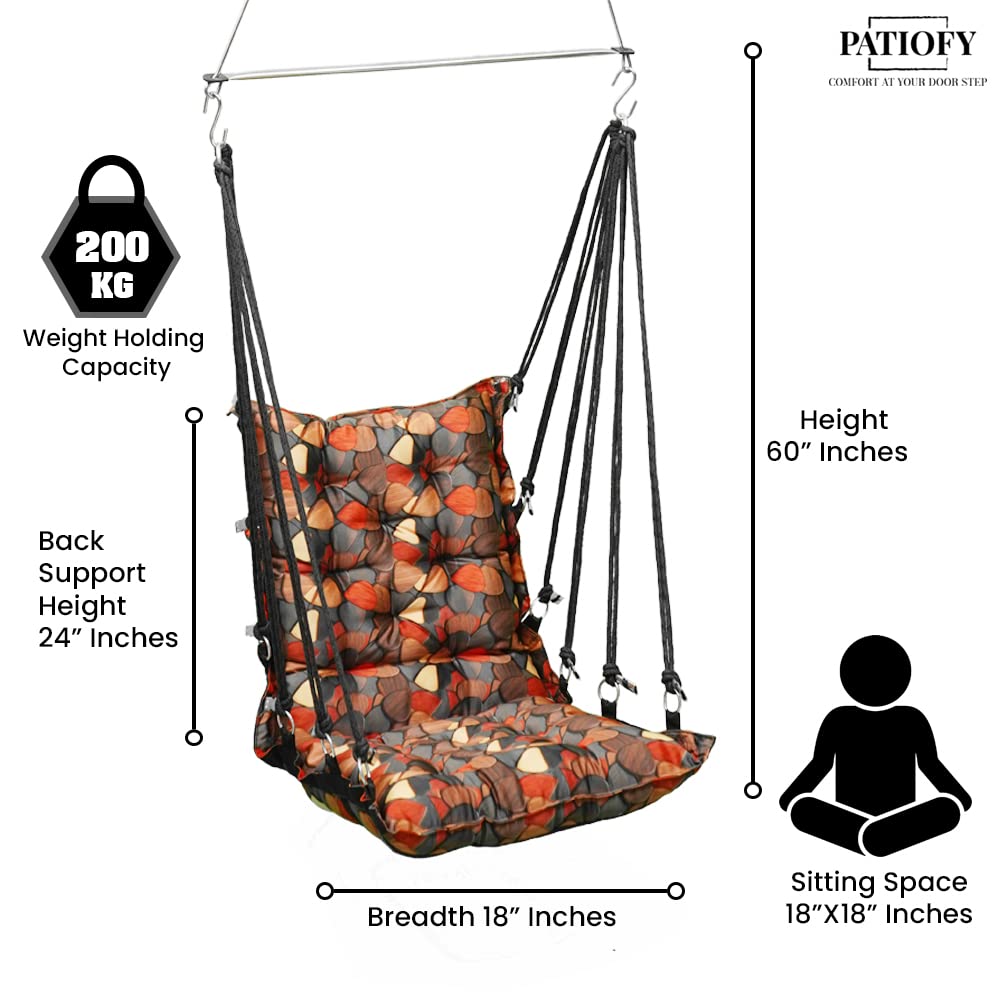 PATIOFY
COMFORT AT YOUR DOOR STEP
200
KG
Weight Holding
Capacity
Height
60” Inches
Back
Support
Height
24” Inches
Sitting Space
18”X18” Inches
Breadth 18” Inches